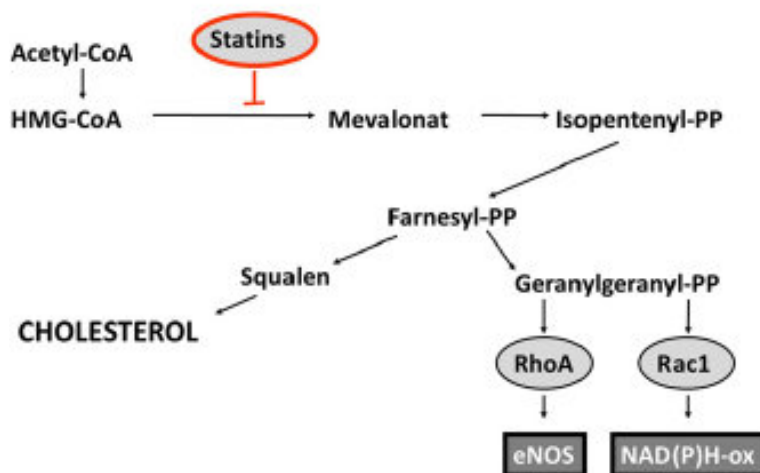 Statins
Acetyl-CoA
HMG-CoA
Mevalonat
Isopentenyl-PP
Farnesyl-PP
Squalen
Geranylgeranyl-PP
CHOLESTEROL
RhoA
Rac1
eNOS
NAD(P)H-ox